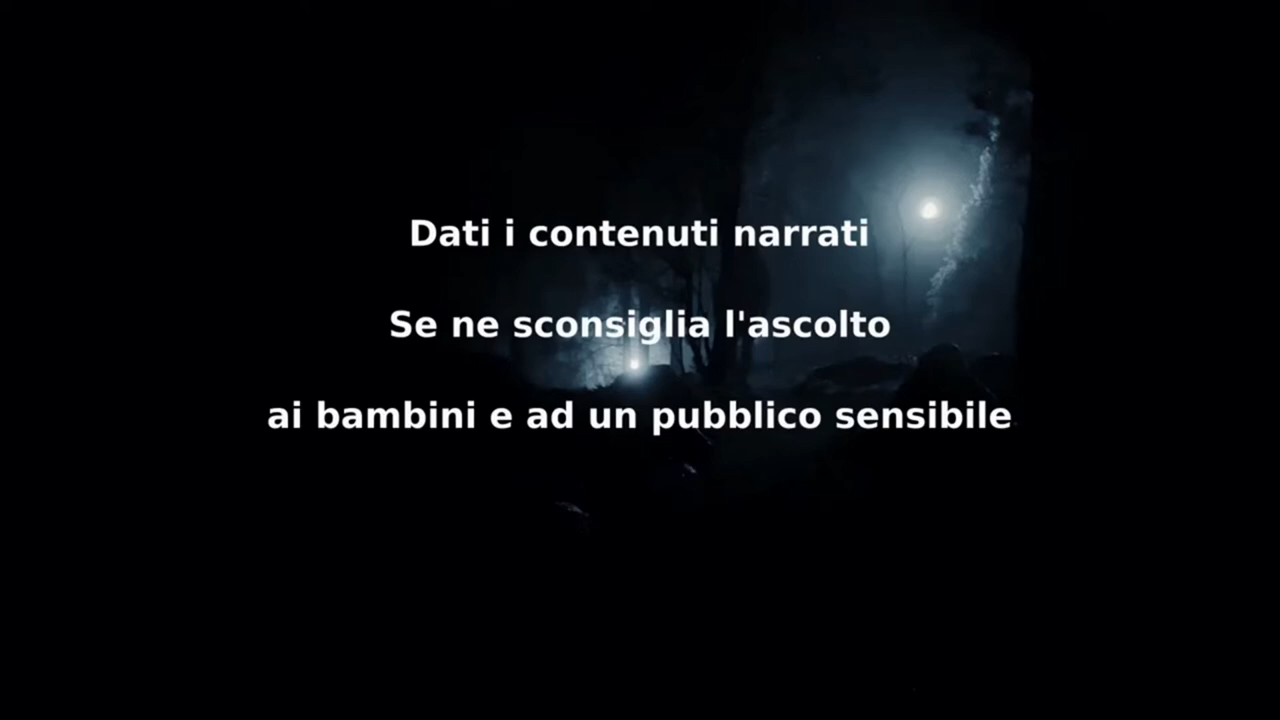 Dati i contenuti narrati
Se ne sconsiglia l'ascolto
ai bambini e ad un pubblico sensibile